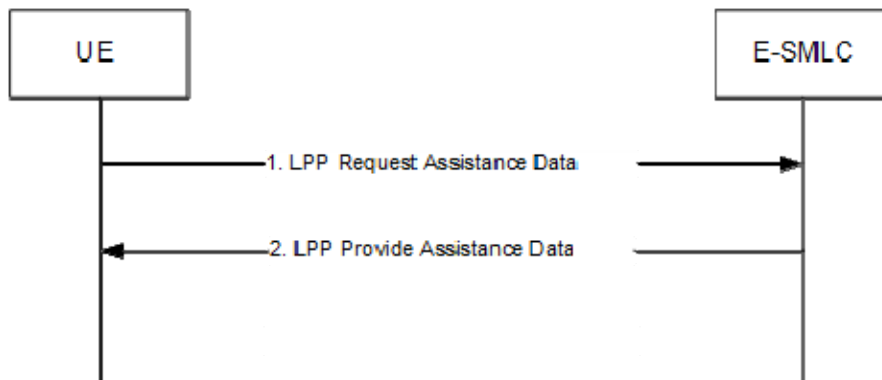 UE
E-SMLC
1. LPP Request Assistance Data
2. LPP Provide Assistance Data